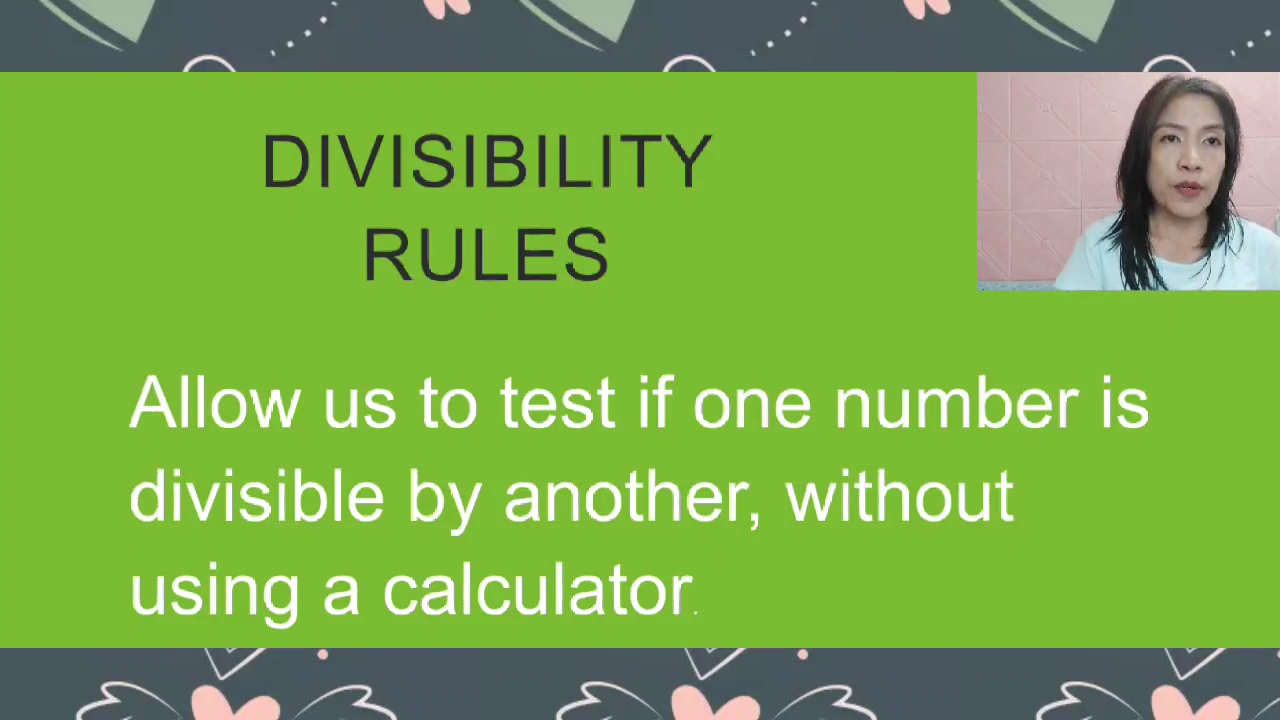 DIVISIBILITY
RULES
Allow us to test if one number is
divisible by another, without
using a calculator.